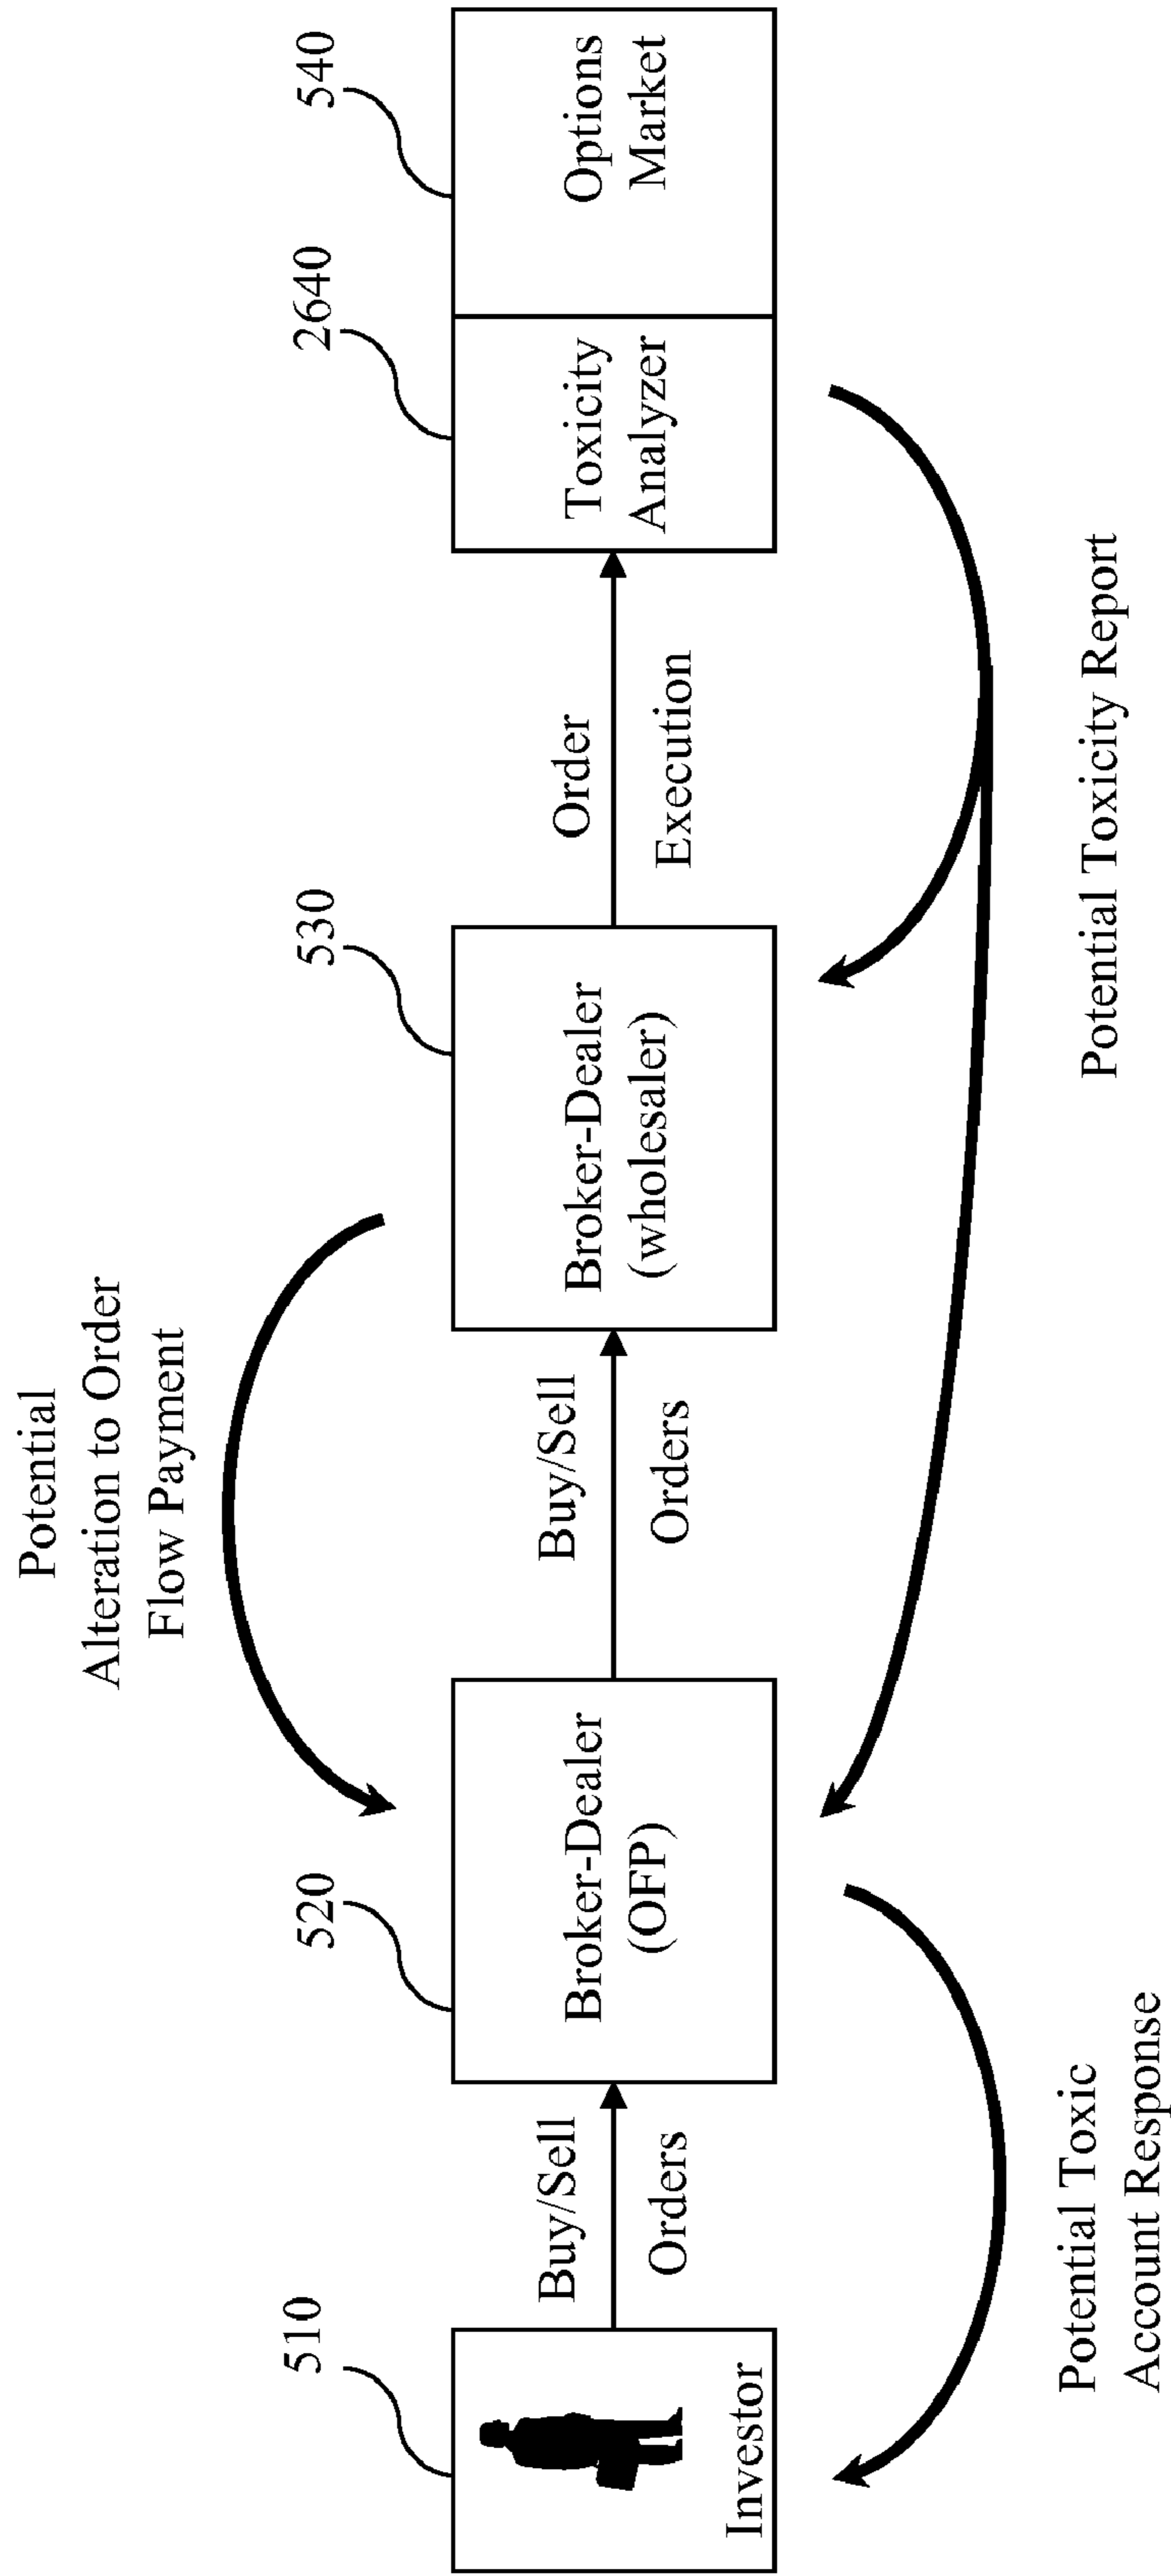 Potential
Alteration to Order
Flow Payment
510
520
530
2640
540
Investor
Buy/Sell
Orders
Broker-Dealer
(OFP)
Buy/Sell
Orders
Broker-Dealer
(wholesaler)
Order
Execution
Toxicity
Analyzer
Options
Market
Potential Toxic
Account Response
Potential Toxicity Report